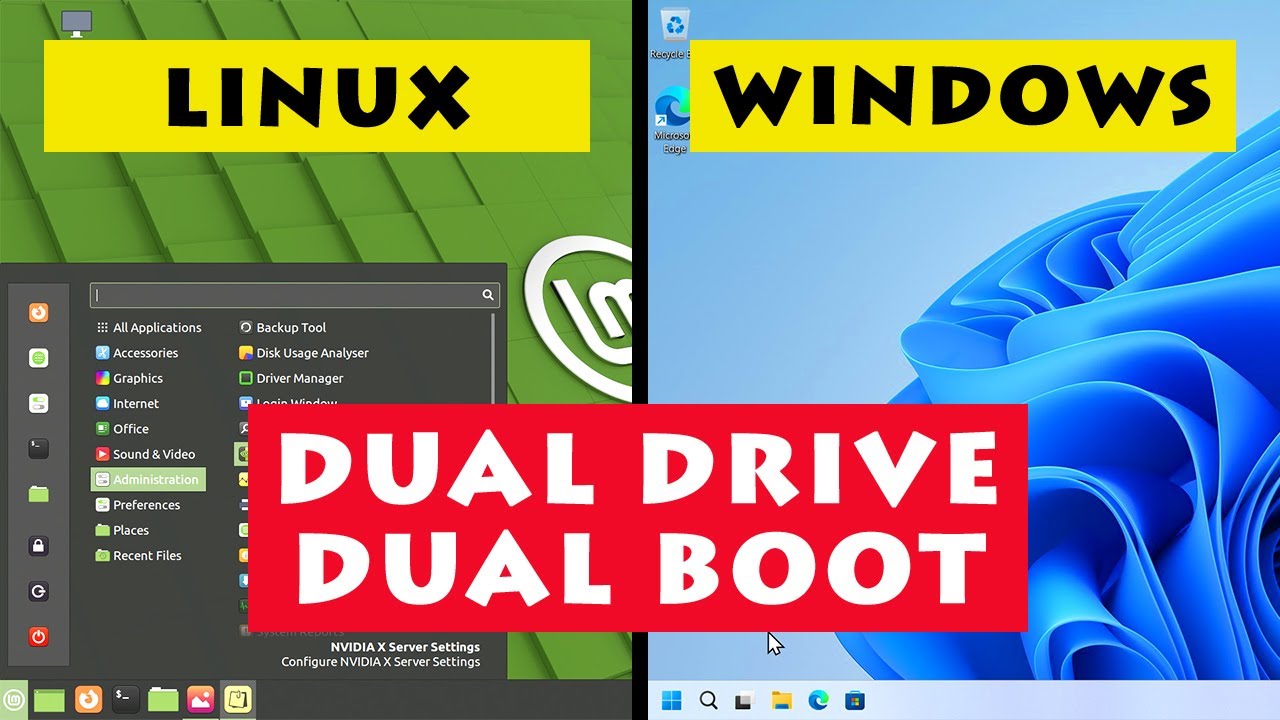 LINUX
WINDOWS
Recycle B
Microso
Edge
All Applications
Accessories
Graphics
Internet
Office
Sound & Video
Administration
Preferences
Places
Recent Files
Backup Tool
Disk Usage Analyser
Driver Manager
Login Window
DUAL DRIVE
DUAL BOOT
System Reports
NVIDIA X Server Settings
Configure NVIDIA X Server Settings